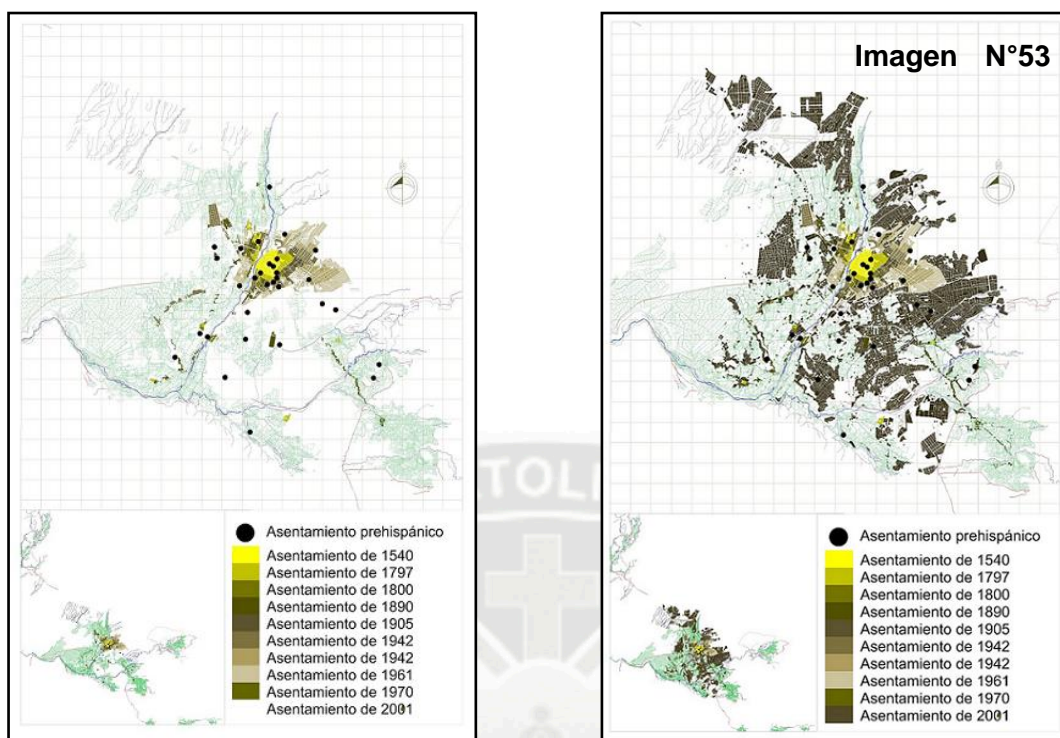 Imagen N°53
Asentamiento prehispánico
Asentamiento de 1540
Asentamiento de 1797
Asentamiento de 1800
Asentamiento de 1890
Asentamiento de 1905
Asentamiento de 1942
Asentamiento de 1942
Asentamiento de 1961
Asentamiento de 1970
Asentamiento de 2001
Asentamiento prehispánico
Asentamiento de 1540
Asentamiento de 1797
Asentamiento de 1800
Asentamiento de 1890
Asentamiento de 1905
Asentamiento de 1942
Asentamiento de 1942
Asentamiento de 1961
Asentamiento de 1970
Asentamiento de 2001